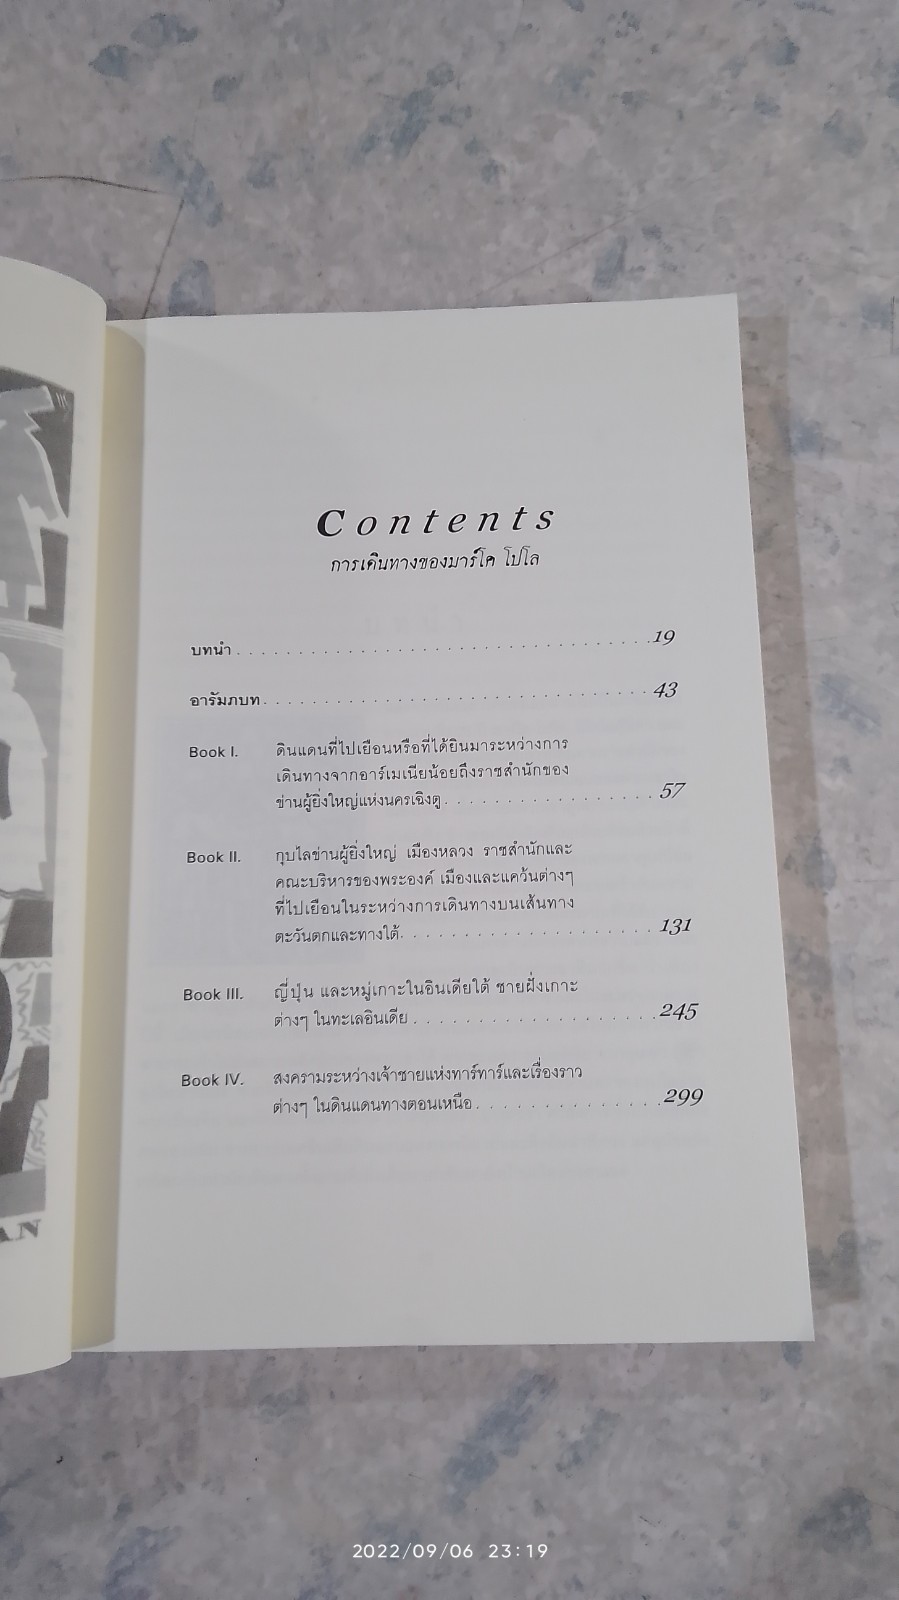 Contents
การเดินทางของมาร์โค โปโล
บทนำ 19
อารัมภบท 43
Book I. ดินแดนที่ไปเยือนหรือที่ได้ยินมาระหว่างการ
เดินทางจากอาร์เมเนียน้อยถึงราชสำนักของ
ข่านผู้ยิ่งใหญ่แห่งนครเฉิงตู 57
Book II. กุบไลข่านผู้ยิ่งใหญ่ เมืองหลวง ราชสำนักและ
คณะบริหารของพระองค์ เมืองและแคว้นต่างๆ
ที่ไปเยือนในระหว่างการเดินทางบนเส้นทาง
ตะวันตกและทางใต้ 131
Book III. ญี่ปุ่น และหมู่เกาะในอินเดียใต้ ชายฝั่งเกาะ
ต่างๆ ในทะเลอินเดีย 245
Book IV. สงครามระหว่างเจ้าชายแห่งทาร์ทาร์และเรื่องราว
ต่างๆ ในดินแดนทางตอนเหนือ 299
AN
2022/09/06 23:19